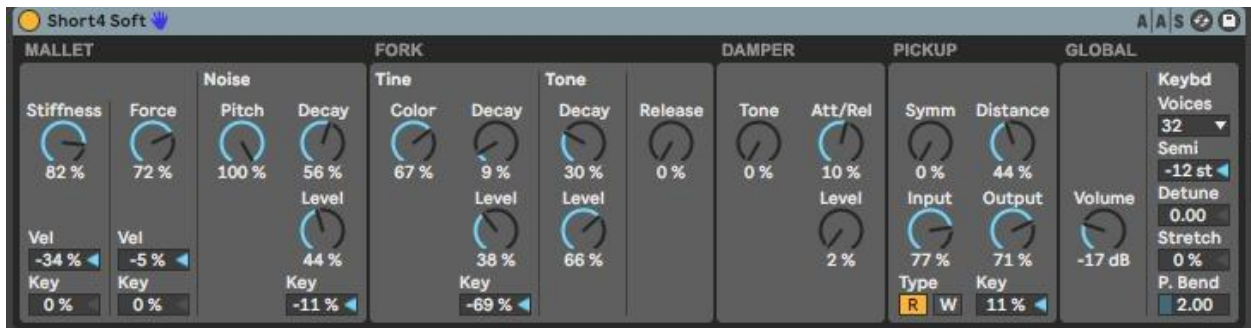 Short4 Soft A|A|S
MALLET FORK DAMPER PICKUP GLOBAL
Noise Tine Tone Keybd
Stiffness Force Pitch Decay Color Decay Decay Release Tone Att/Rel Symm Distance Voices
32
Semi
82 % 72 % 100 % 56 % 67 % 9 % 30 % 0 % 0 % 10 % 0 % 44 % -12 st
Level Level Level Level Input Output Volume Detune
0.00
Vel Vel Stretch
-34 % -5 % 44 % 38 % 66 % 2 % 77 % 71 % -17 dB 0 %
Key Key Key Key Type Key P. Bend
0 % 0 % -11 % -69 % R W 11 % 2.00